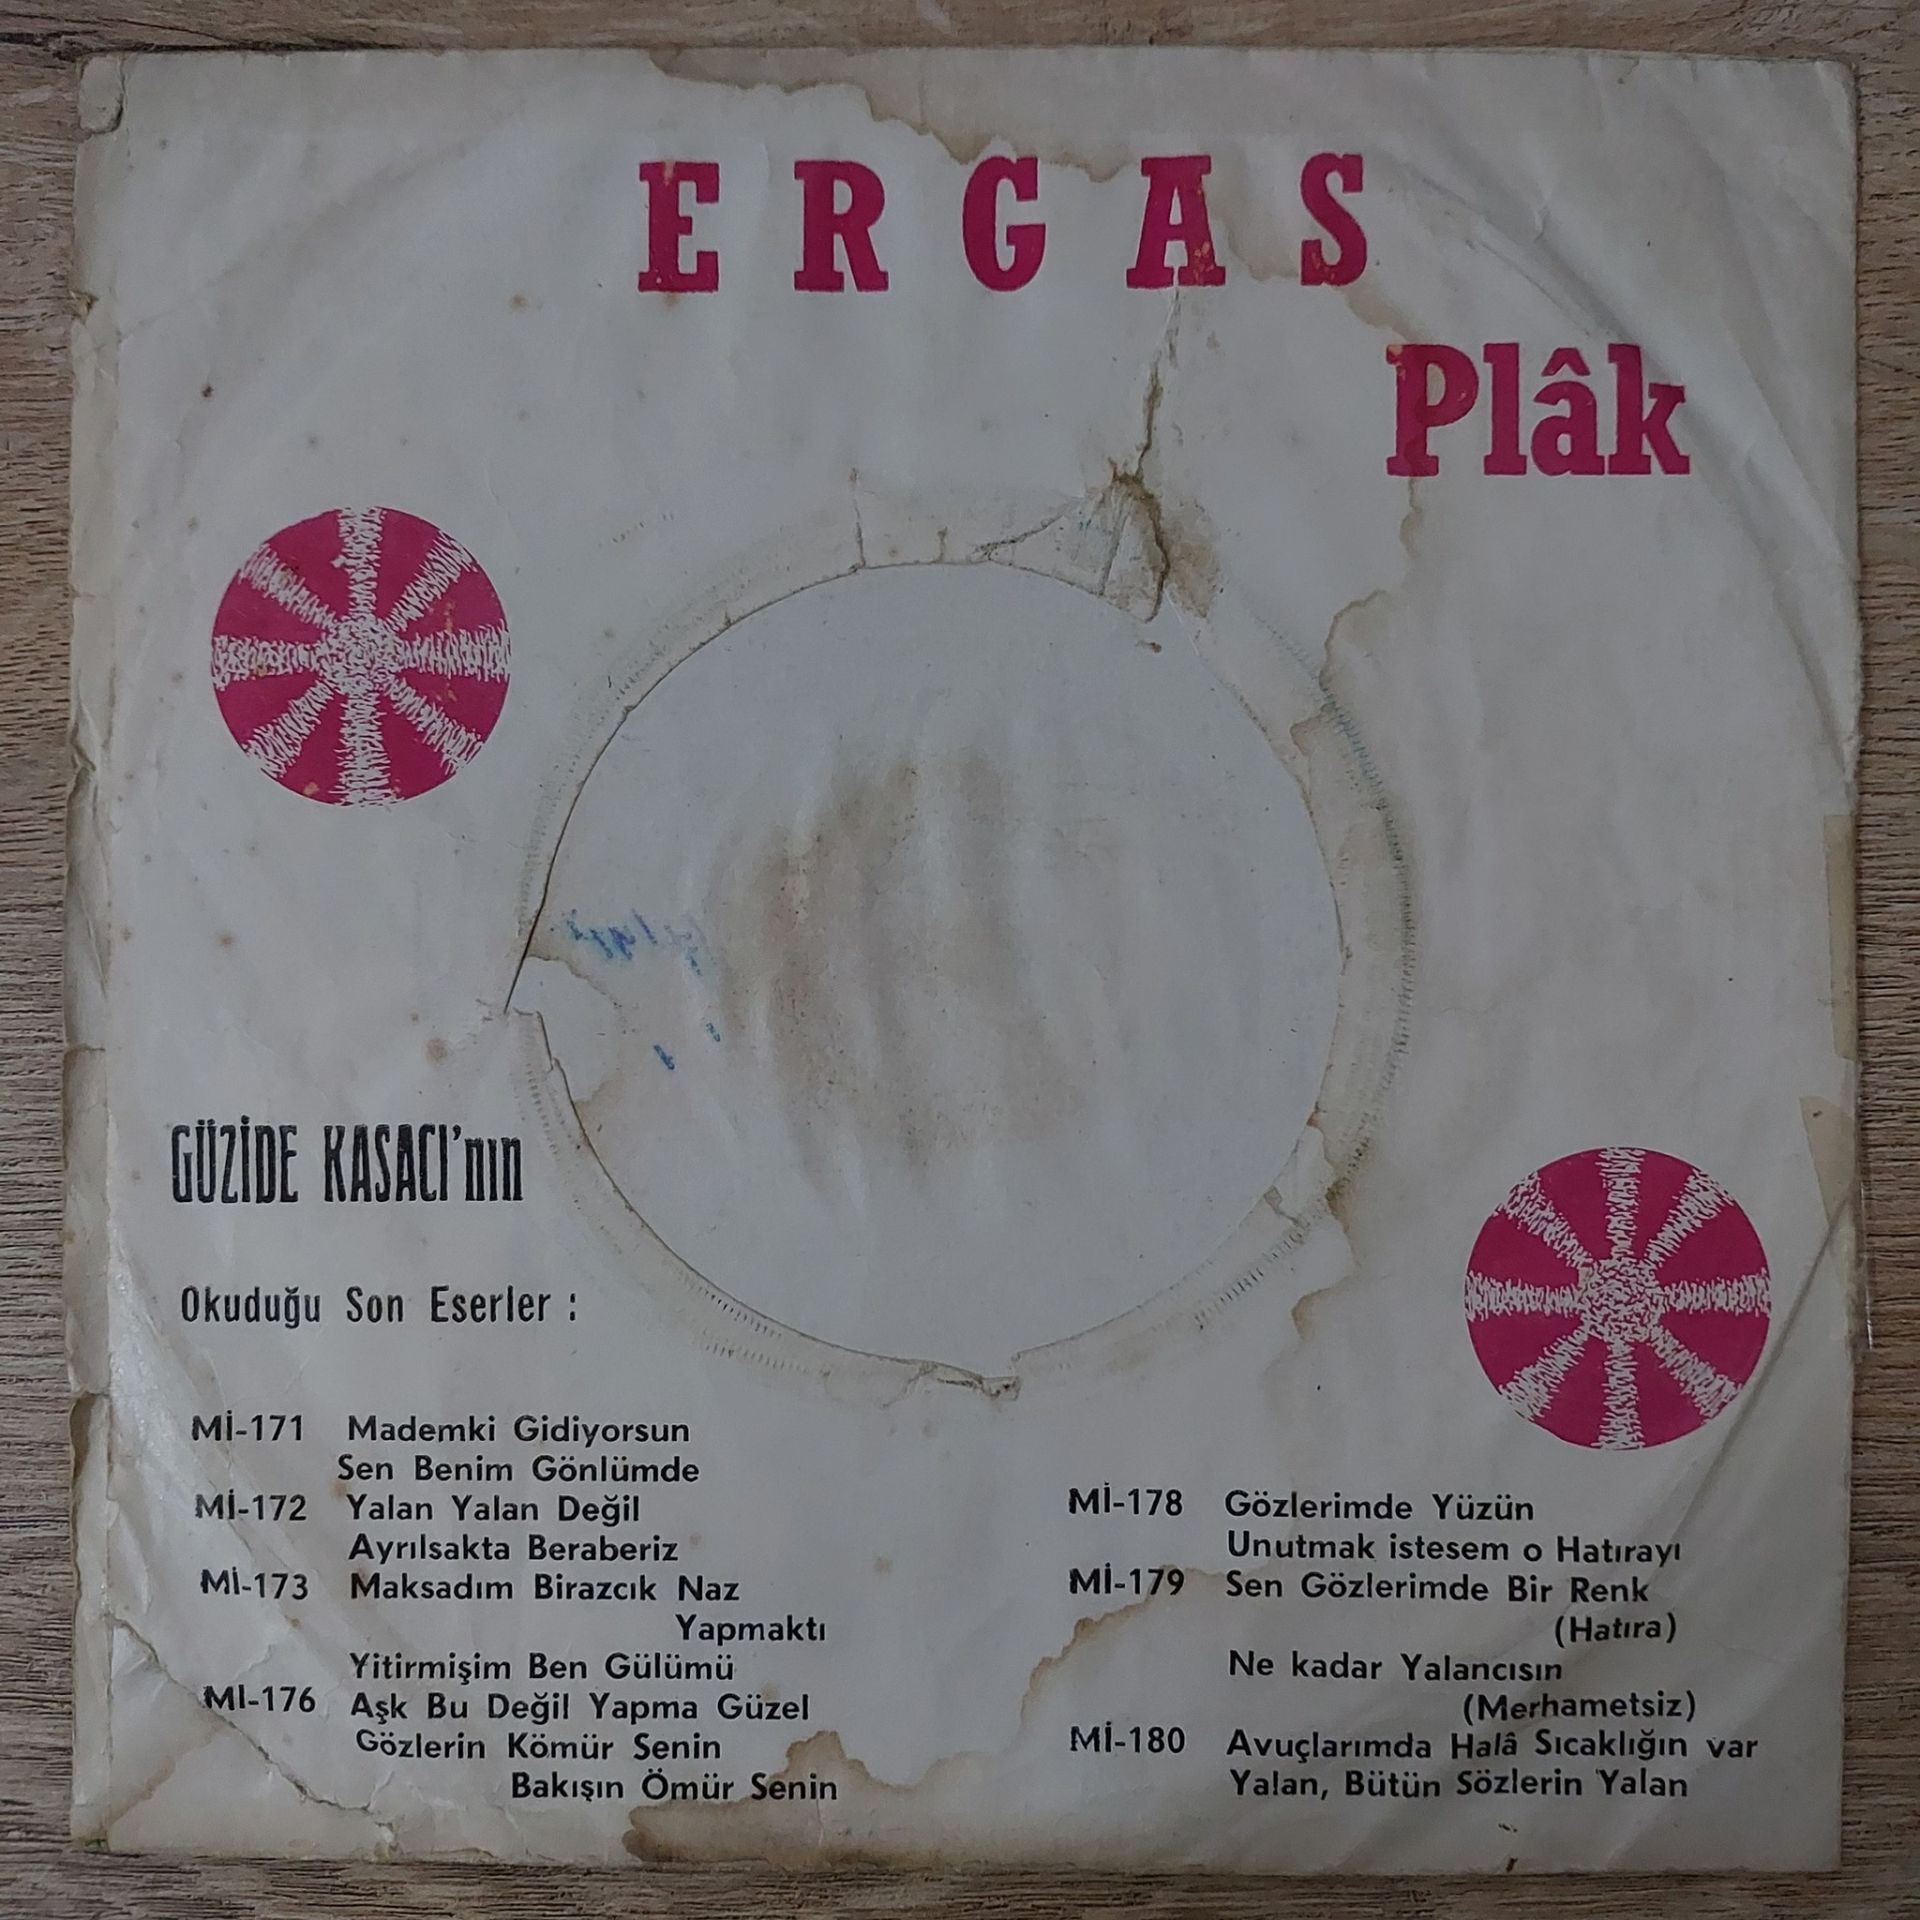 ERGAS
Plâk
GÜZİDE KASACI'nın
Okuduğu Son Eserler :
Mİ-171 Mademki Gidiyorsun
Sen Benim Gönlümde
Mİ-172 Yalan Yalan Değil
Ayrılsakta Beraberiz
Mİ-173 Maksadım Birazcık Naz
Yapmaktı
Yitirmişim Ben Gülümü
MI-176 Aşk Bu Değil Yapma Güzel
Gözlerin Kömür Senin
Bakışın Ömür Senin
Mİ-178 Gözlerimde Yüzün
Unutmak istesem o Hatırayı
Mİ-179 Sen Gözlerimde Bir Renk
(Hatıra)
Ne kadar Yalancısın
(Merhametsiz)
Mİ-180 Avuçlarımda Halâ Sıcaklığın var
Yalan, Bütün Sözlerin Yalan